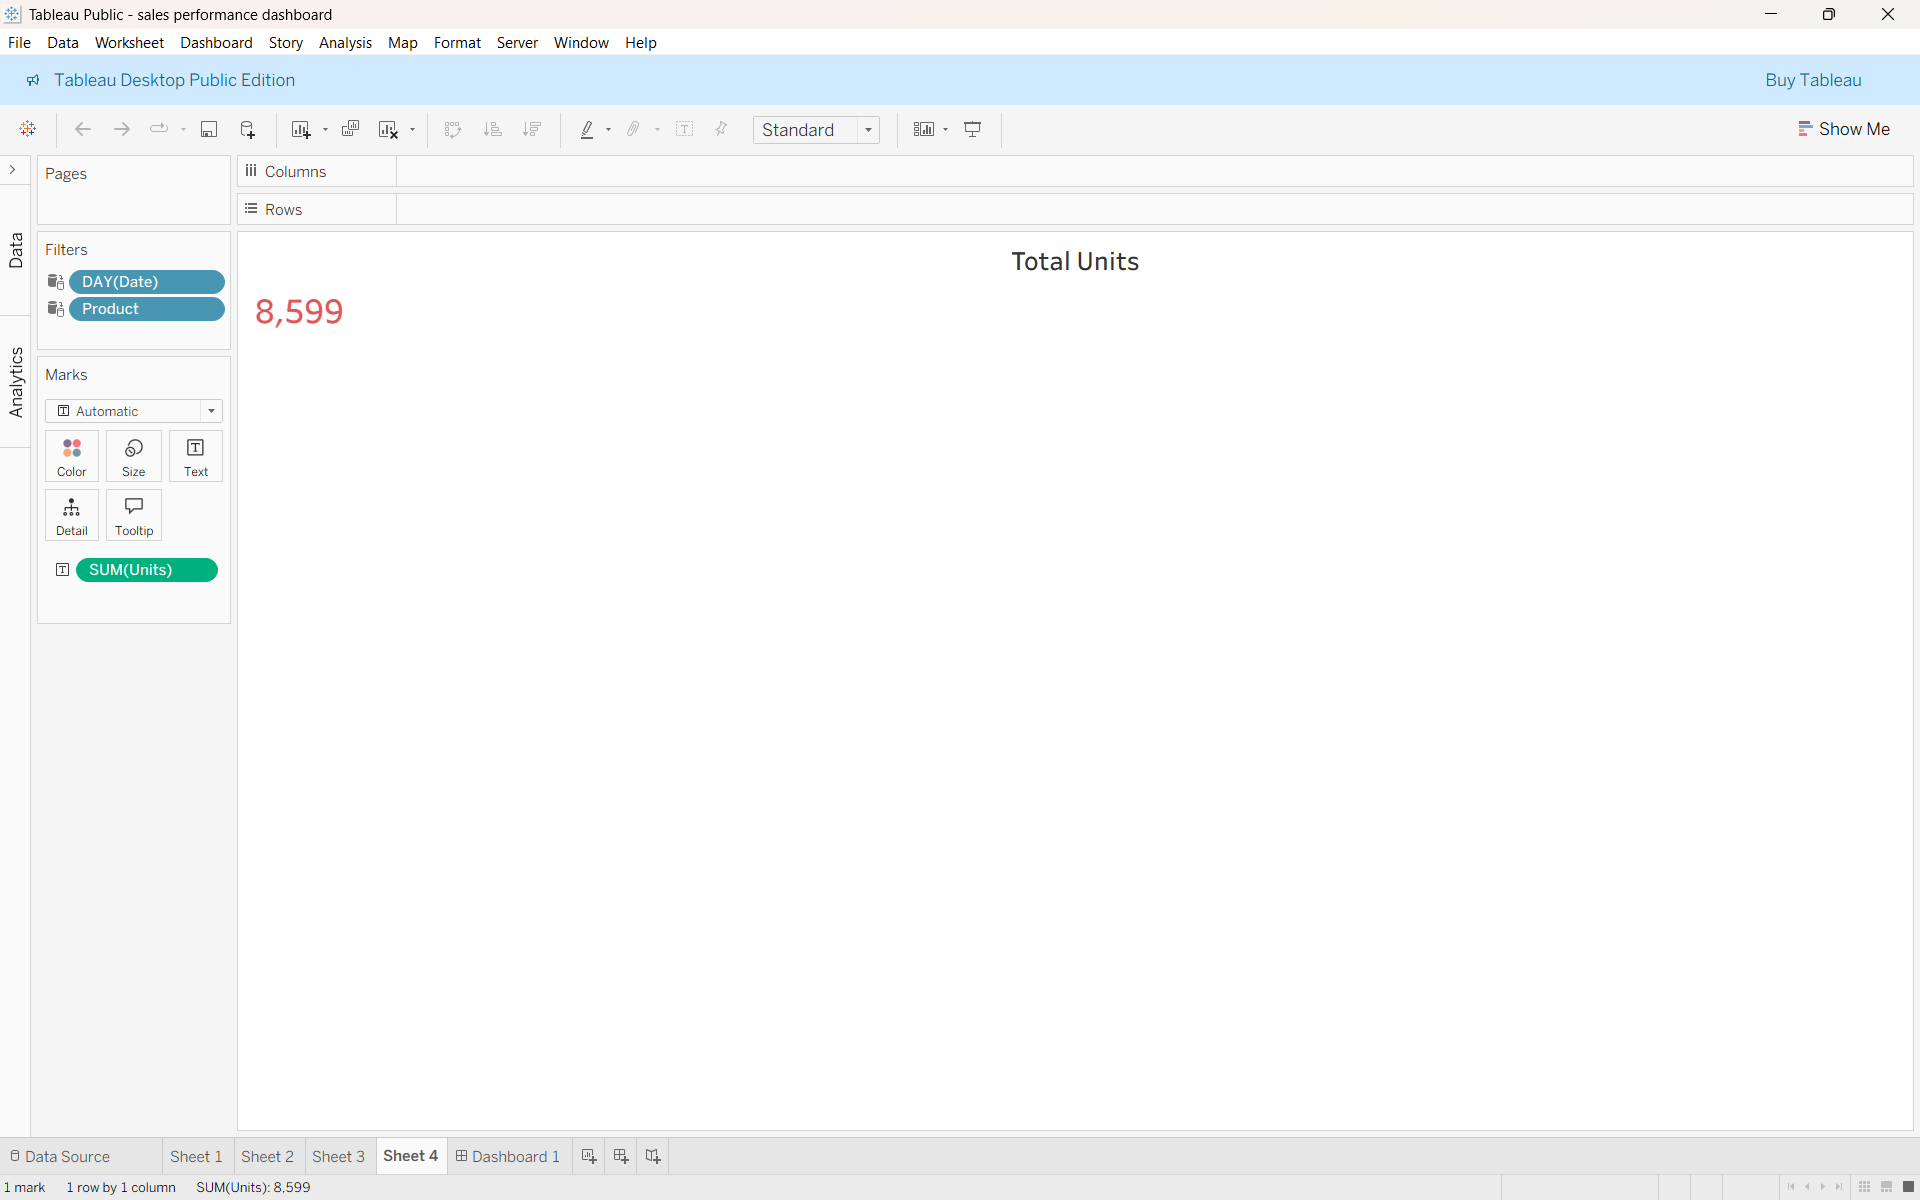 Tableau Public - sales performance dashboard
File Data Worksheet Dashboard Story Analysis Map Format Server Window Help
Tableau Desktop Public Edition
Buy Tableau
Standard
Show Me
Pages
Columns
Rows
Data
Analytics
Filters
DAY(Date)
Product
Marks
Automatic
Color Size Text
Detail Tooltip
SUM(Units)
Total Units
8,599
Data Source Sheet 1 Sheet 2 Sheet 3 Sheet 4 Dashboard 1
1 mark 1 row by 1 column SUM(Units): 8,599